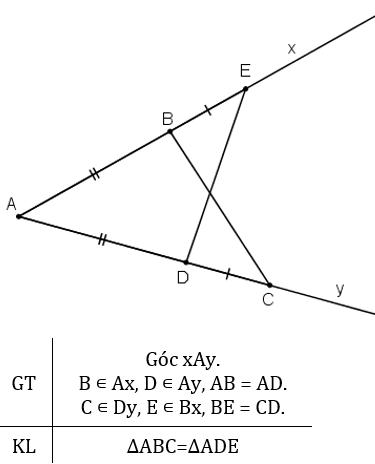 x
E
B
A
D
C
y
GT
Góc xAy.
B ∈ Ax, D ∈ Ay, AB = AD.
C ∈ Dy, E ∈ Bx, BE = CD.
KL
ΔABC=ΔADE